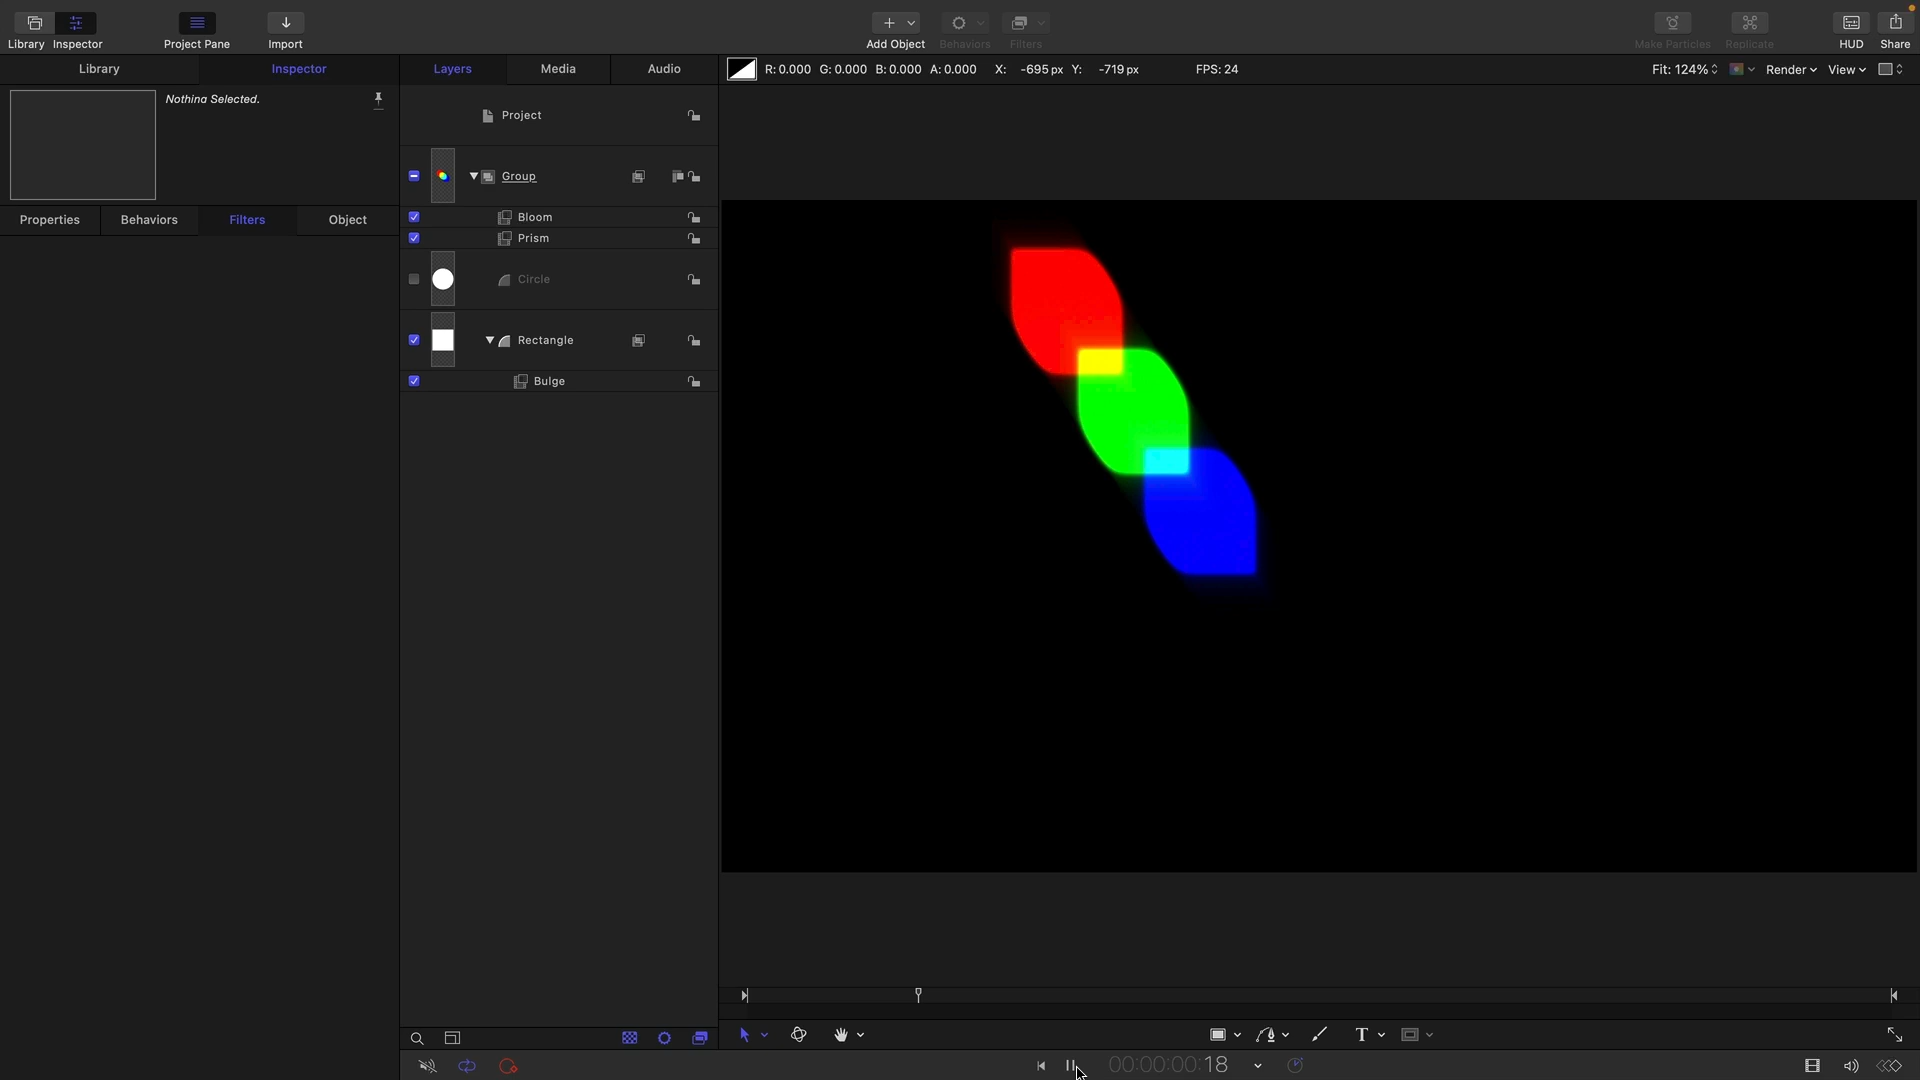 Library Inspector Project Pane Import Add Object Behaviors Filters Make Particles Replicate HUD Share
Library Inspector Layers Media Audio R: 0.000 G: 0.000 B: 0.000 A: 0.000 X: -695 px Y: -719 px FPS: 24 Fit: 124% Render View
Nothing Selected.
Project
Group
Properties Behaviors Filters Object
Bloom
Prism
Circle
Rectangle
Bulge
T
00:00:00:18